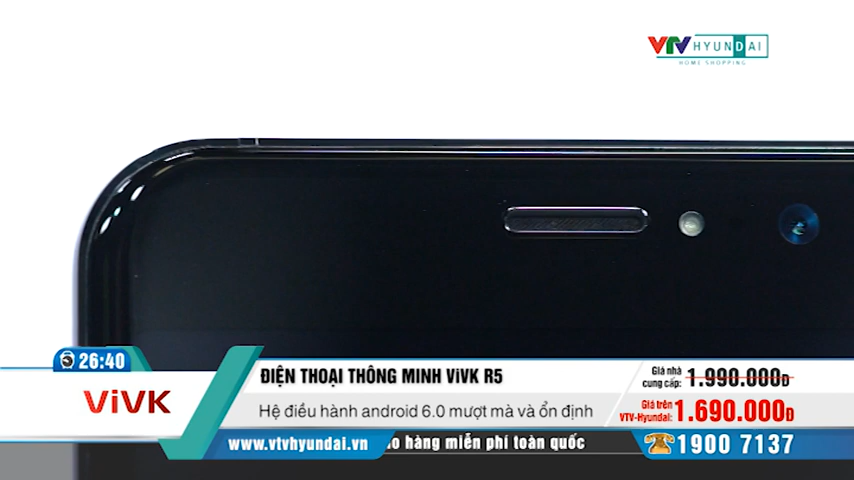 VTV HYUNDAI
HOME SHOPPING
26:40
ViVK
ĐIỆN THOẠI THÔNG MINH ViVK R5
Hệ điều hành android 6.0 mượt mà và ổn định
Giá nhà
cung cấp: 1.990.000Đ
Giá trên
VTV-Hyundai: 1.690.000Đ
www.vtvhyundai.vn
hàng miễn phí toàn quốc
1900 7137